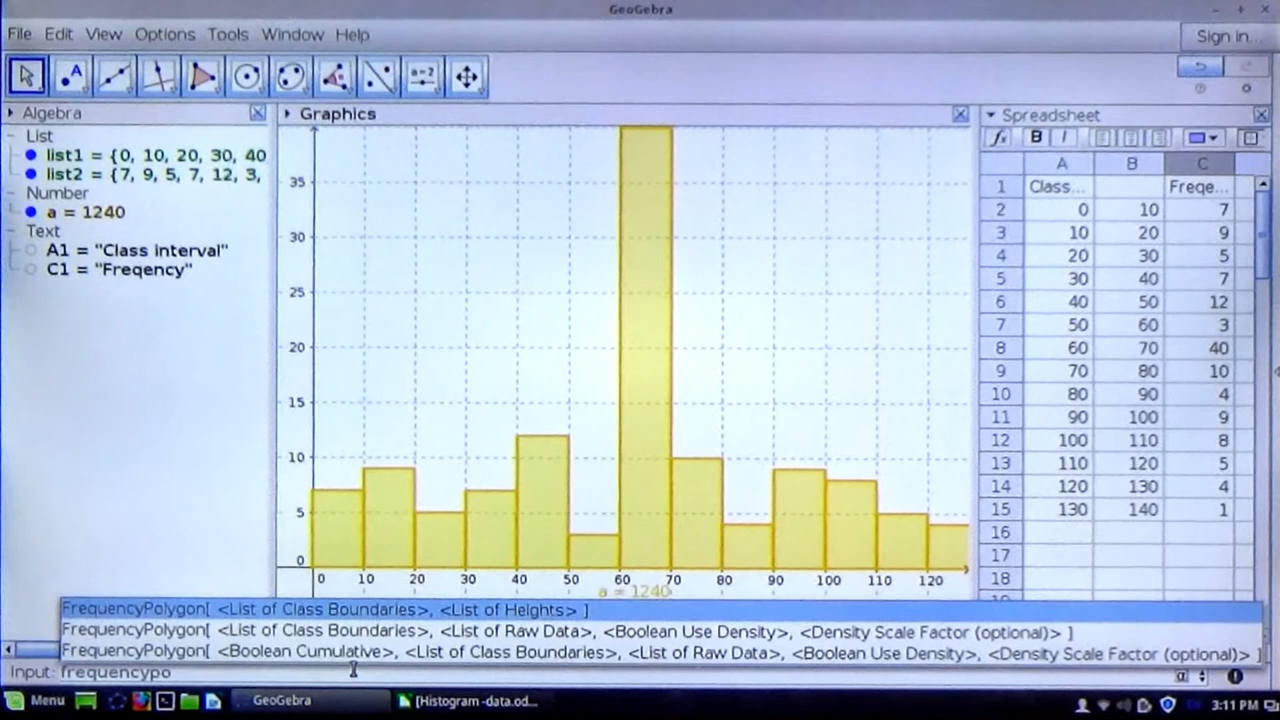 GeoGebra
File Edit View Options Tools Window Help
Sign in...
Algebra
Graphics
Spreadsheet
List
list1 = {0, 10, 20, 30, 40
list2 = {7, 9, 5, 7, 12, 3,
Number
a = 1240
Text
A1 = "Class interval"
C1 = "Freqency"
A
a=2
35
30
25
20
15
10
5
0
0 10 20 30 40 50 60 70 80 90 100 110 120
a = 1240
fx B I
A B C
1 Class... Freqe...
2 0 10 7
3 10 20 9
4 20 30 5
5 30 40 7
6 40 50 12
7 50 60 3
8 60 70 40
9 70 80 10
10 80 90 4
11 90 100 9
12 100 110 8
13 110 120 5
14 120 130 4
15 130 140 1
16
17
18
FrequencyPolygon[ <List of Class Boundaries>, <List of Heights> ]
FrequencyPolygon[ <List of Class Boundaries>, <List of Raw Data>, <Boolean Use Density>, <Density Scale Factor (optional)> ]
FrequencyPolygon[ <Boolean Cumulative>, <List of Class Boundaries>, <List of Raw Data>, <Boolean Use Density>, <Density Scale Factor (optional)> ]
Input: frequencypo
α
Menu GeoGebra [Histogram -data.od... 3:11 PM